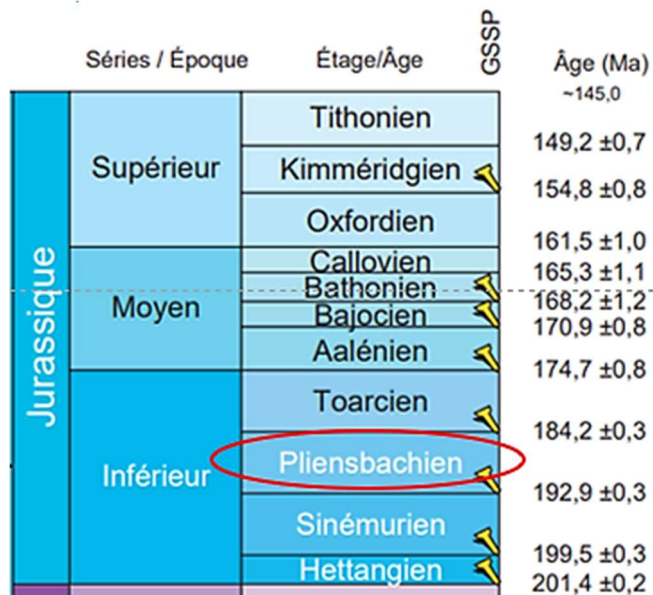 Séries / Époque
Étage/Âge
GSSP
Âge (Ma)
~145,0
Jurassique
Supérieur
Tithonien
149,2 ±0,7
Kimméridgien
154,8 ±0,8
Oxfordien
161,5 ±1,0
Moyen
Callovien
165,3 ±1,1
Bathonien
168,2 ±1,2
Bajocien
170,9 ±0,8
Aalénien
174,7 ±0,8
Inférieur
Toarcien
184,2 ±0,3
Pliensbachien
192,9 ±0,3
Sinémurien
199,5 ±0,3
Hettangien
201,4 ±0,2